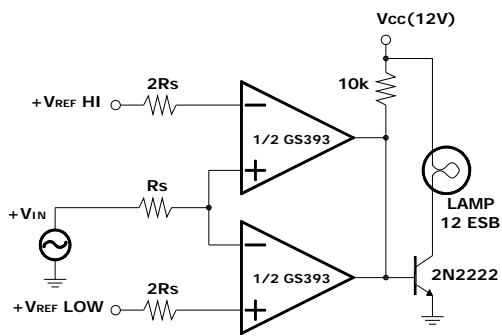 Vcc(12V)
2Rs
10k
+VREF HI
1/2 GS393
Rs
+VIN
LAMP
12 ESB
2Rs
1/2 GS393
2N2222
+VREF LOW